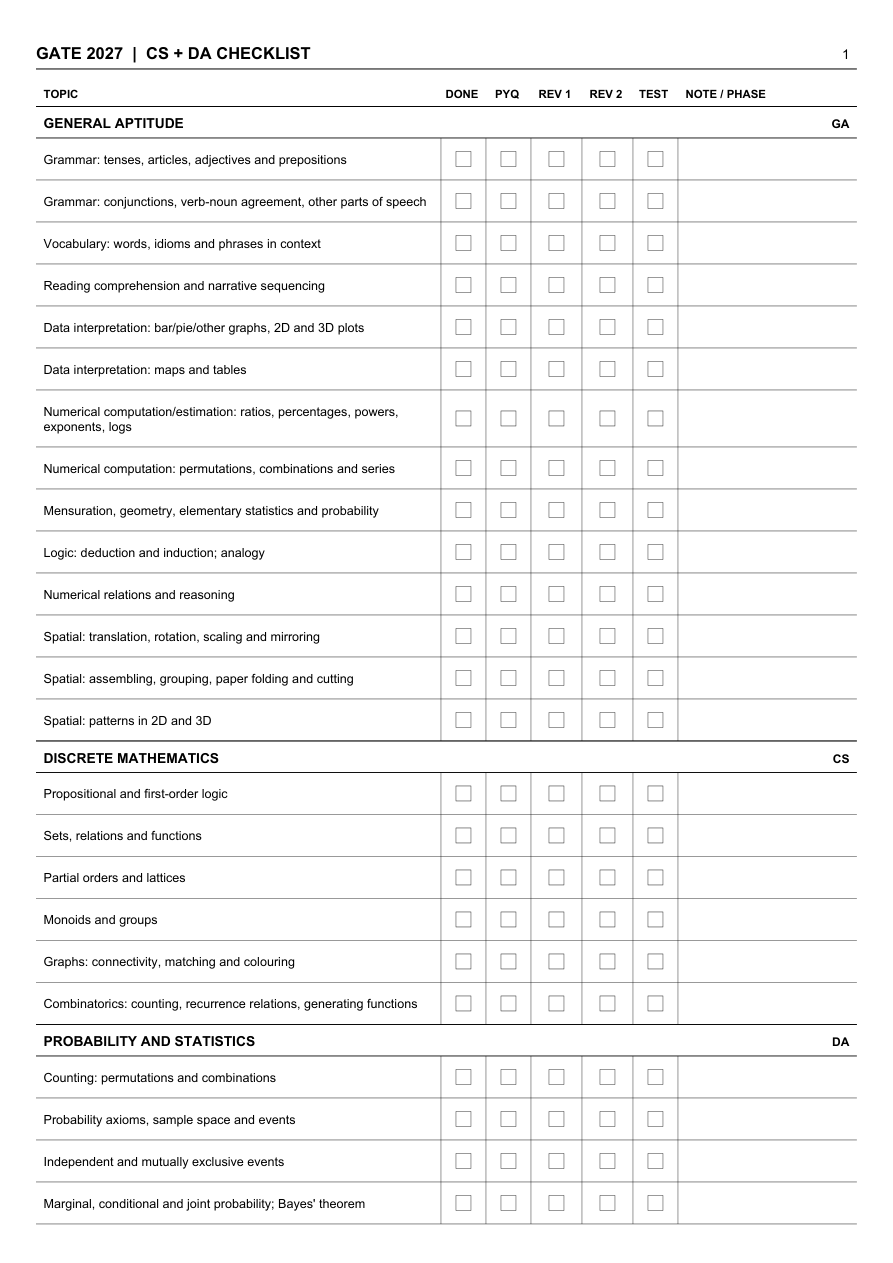 GATE 2027 | CS + DA CHECKLIST 1
TOPIC DONE PYQ REV 1 REV 2 TEST NOTE / PHASE
GENERAL APTITUDE GA
Grammar: tenses, articles, adjectives and prepositions
Grammar: conjunctions, verb-noun agreement, other parts of speech
Vocabulary: words, idioms and phrases in context
Reading comprehension and narrative sequencing
Data interpretation: bar/pie/other graphs, 2D and 3D plots
Data interpretation: maps and tables
Numerical computation/estimation: ratios, percentages, powers,
exponents, logs
Numerical computation: permutations, combinations and series
Mensuration, geometry, elementary statistics and probability
Logic: deduction and induction; analogy
Numerical relations and reasoning
Spatial: translation, rotation, scaling and mirroring
Spatial: assembling, grouping, paper folding and cutting
Spatial: patterns in 2D and 3D
DISCRETE MATHEMATICS CS
Propositional and first-order logic
Sets, relations and functions
Partial orders and lattices
Monoids and groups
Graphs: connectivity, matching and colouring
Combinatorics: counting, recurrence relations, generating functions
PROBABILITY AND STATISTICS DA
Counting: permutations and combinations
Probability axioms, sample space and events
Independent and mutually exclusive events
Marginal, conditional and joint probability; Bayes' theorem